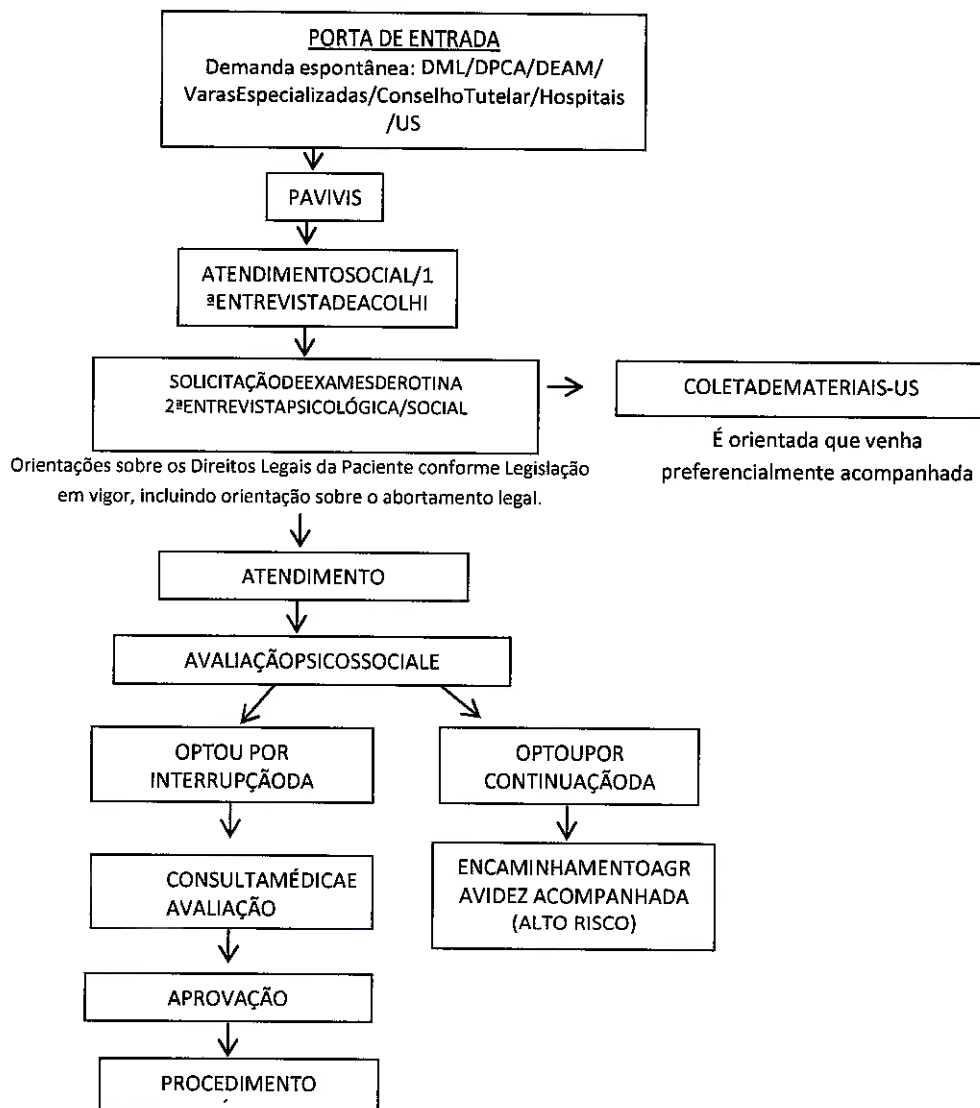 PORTA DE ENTRADA
Demanda espontânea: DML/DPCA/DEAM/
VarasEspecializadas/ConselhoTutelar/Hospitais
/US
PAVIVIS
ATENDIMENTOSOCIAL/1
ªENTREVISTADEACOLHI
SOLICITAÇÃODEEXAMESDEROTINA
2ªENTREVISTAPSICOLÓGICA/SOCIAL
COLETADEMATERIAIS-US
É orientada que venha
preferencialmente acompanhada
Orientações sobre os Direitos Legais da Paciente conforme Legislação
em vigor, incluindo orientação sobre o abortamento legal.
ATENDIMENTO
AVALIAÇÃOPSICOSSOCIALE
OPTOU POR
INTERRUPÇÃODA
OPTOUPOR
CONTINUAÇÃODA
CONSULTAMÉDICAE
AVALIAÇÃO
ENCAMINHAMENTOAGR
AVIDEZ ACOMPANHADA
(ALTO RISCO)
APROVAÇÃO
PROCEDIMENTO